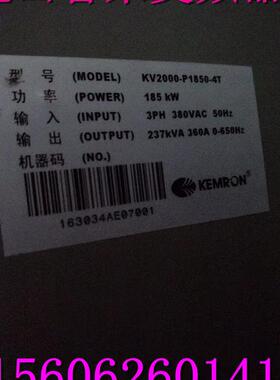 型 号 (MODEL) KV2000-P1850-4T
功 率 (POWER) 185 kW
输 入 (INPUT) 3PH 380VAC 50Hz
输 出 (OUTPUT) 237kVA 360A 0-650Hz
机器码 (NO.)
163034AE07001
KEMRON
15606260141